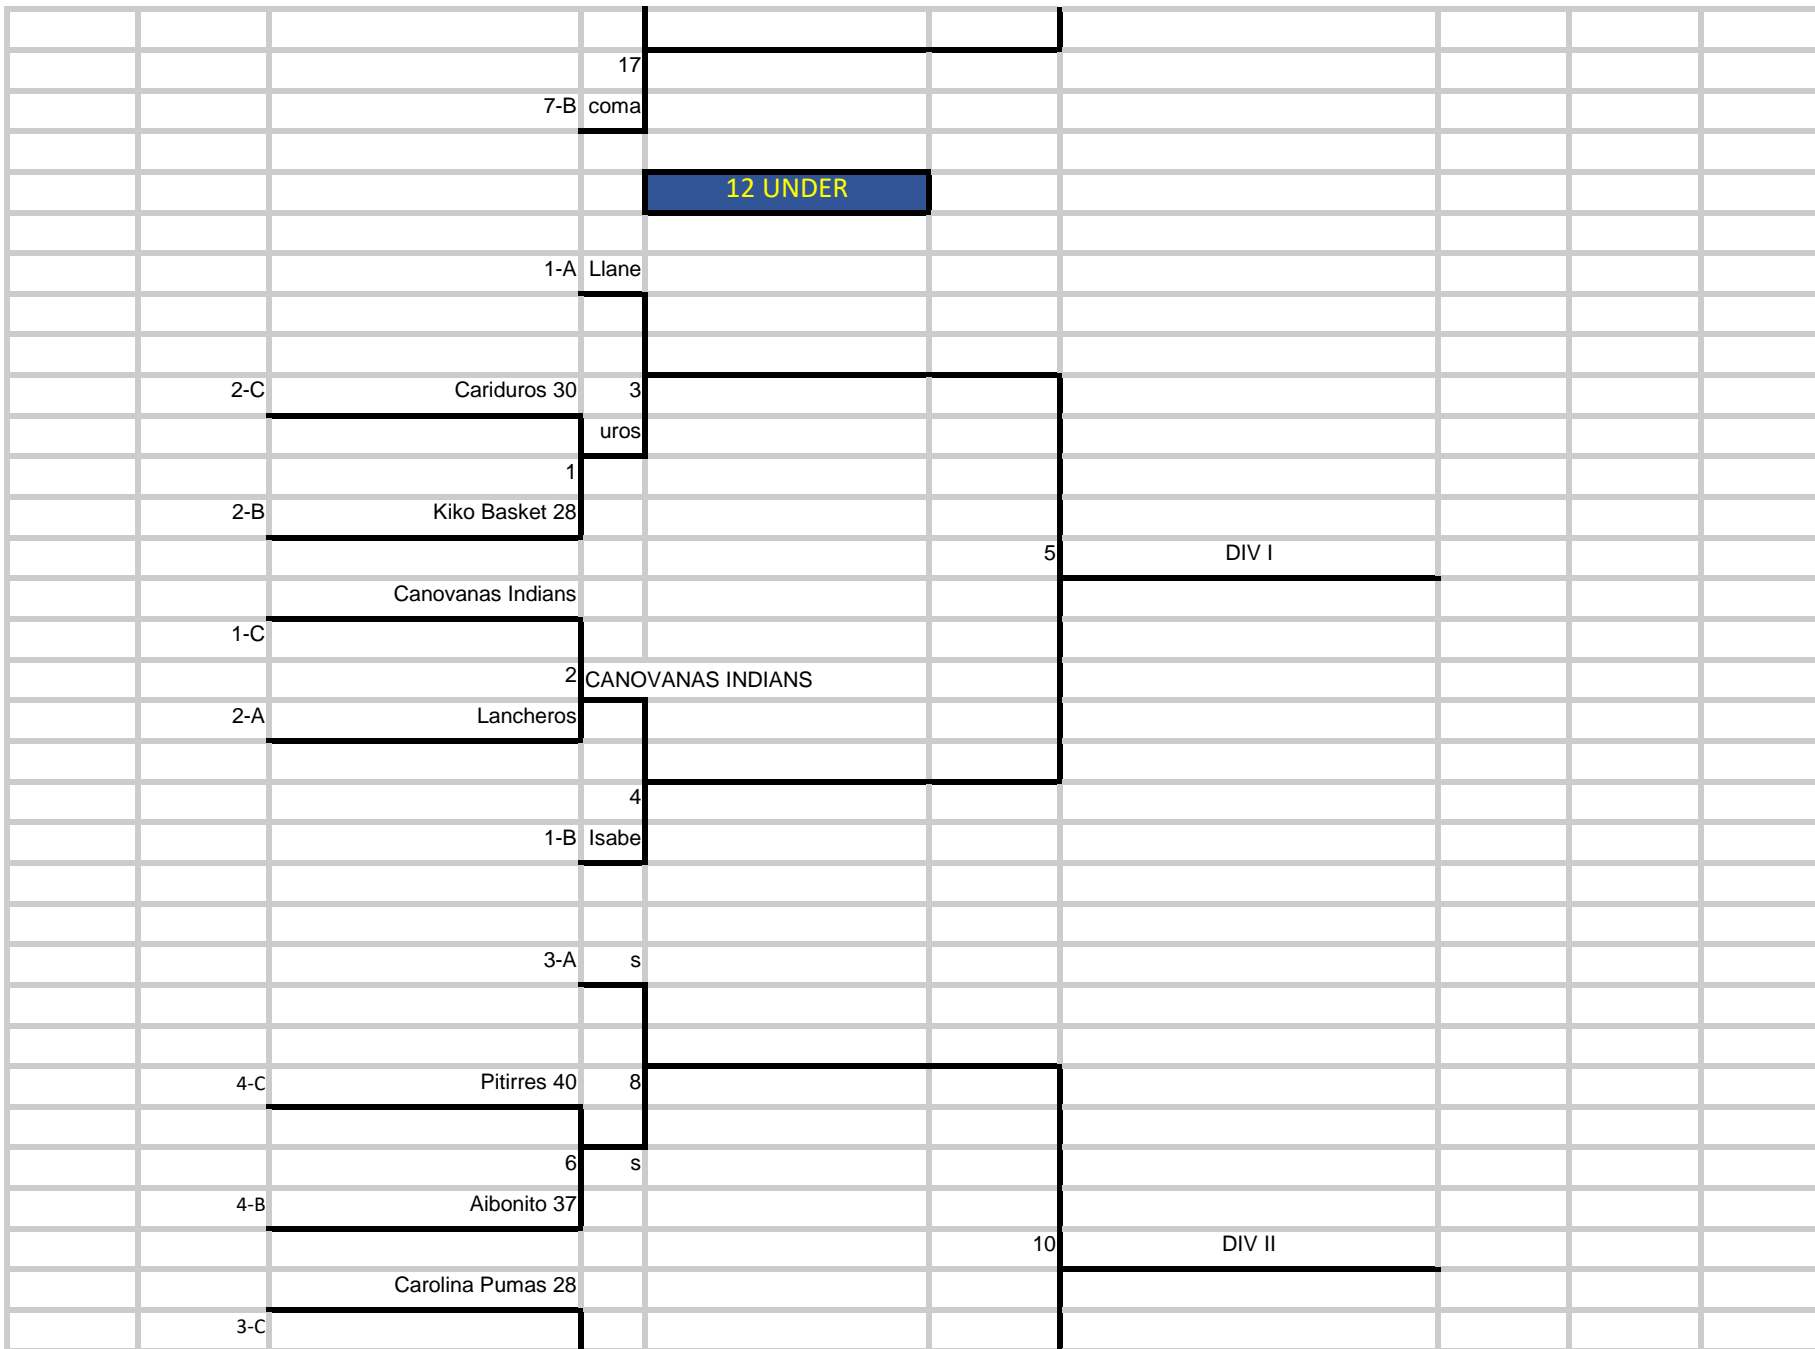 17
7-B coma
12 UNDER
1-A Llane
2-C Cariduros 30 3
uros
1
2-B Kiko Basket 28
5 DIV I
Canovanas Indians
1-C
2 CANOVANAS INDIANS
2-A Lancheros
4
1-B Isabe
3-A s
4-C Pitirres 40 8
6 s
4-B Aibonito 37
10 DIV II
Carolina Pumas 28
3-C